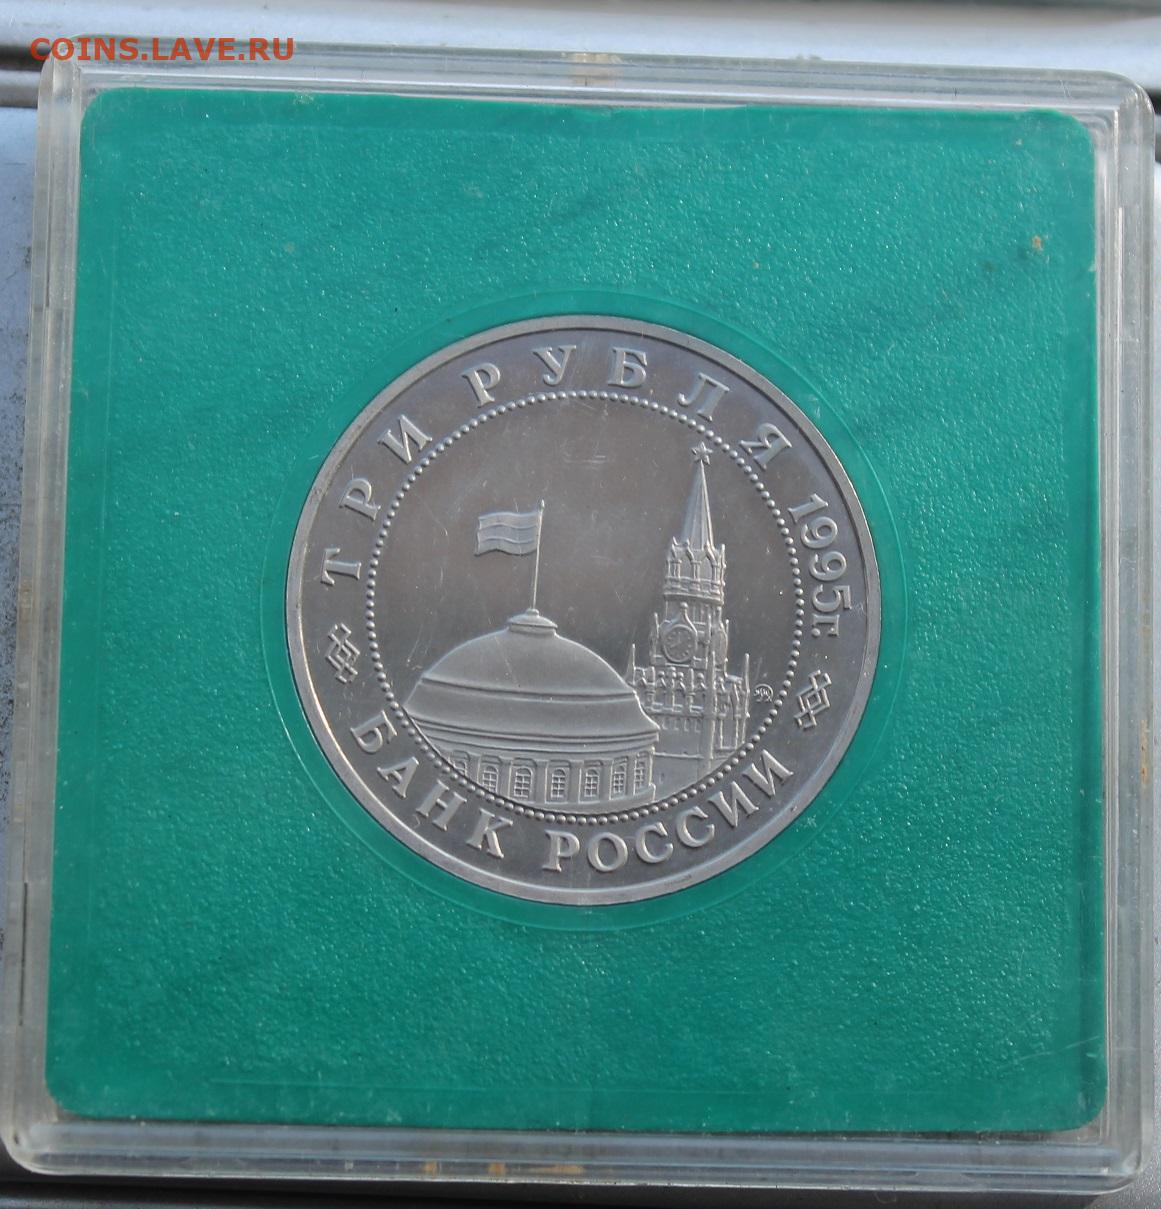 COINS.LAVE.RU
ТРИ РУБЛЯ 1995г.
БАНК РОССИИ